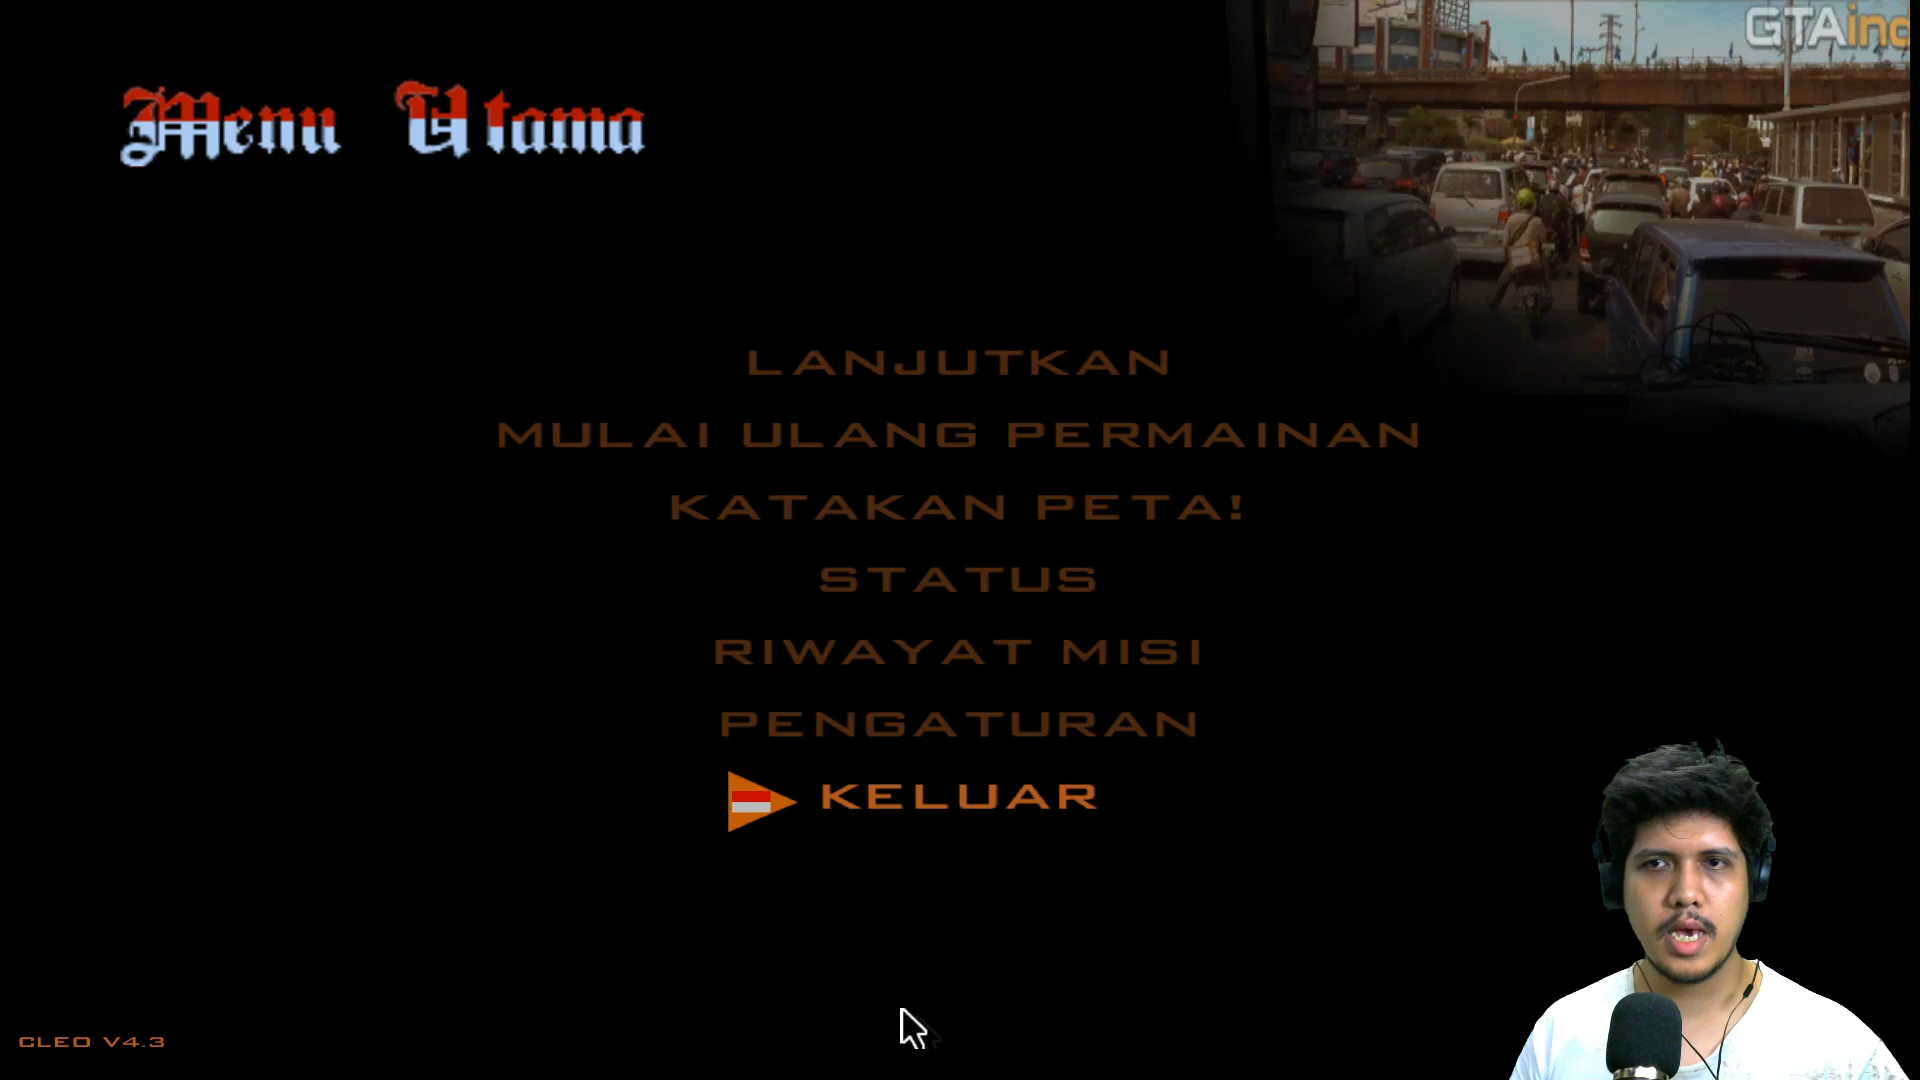 GTAind
Menu Utama
LANJUTKAN
MULAI ULANG PERMAINAN
KATAKAN PETA!
STATUS
RIWAYAT MISI
PENGATURAN
KELUAR
CLEO V4.3